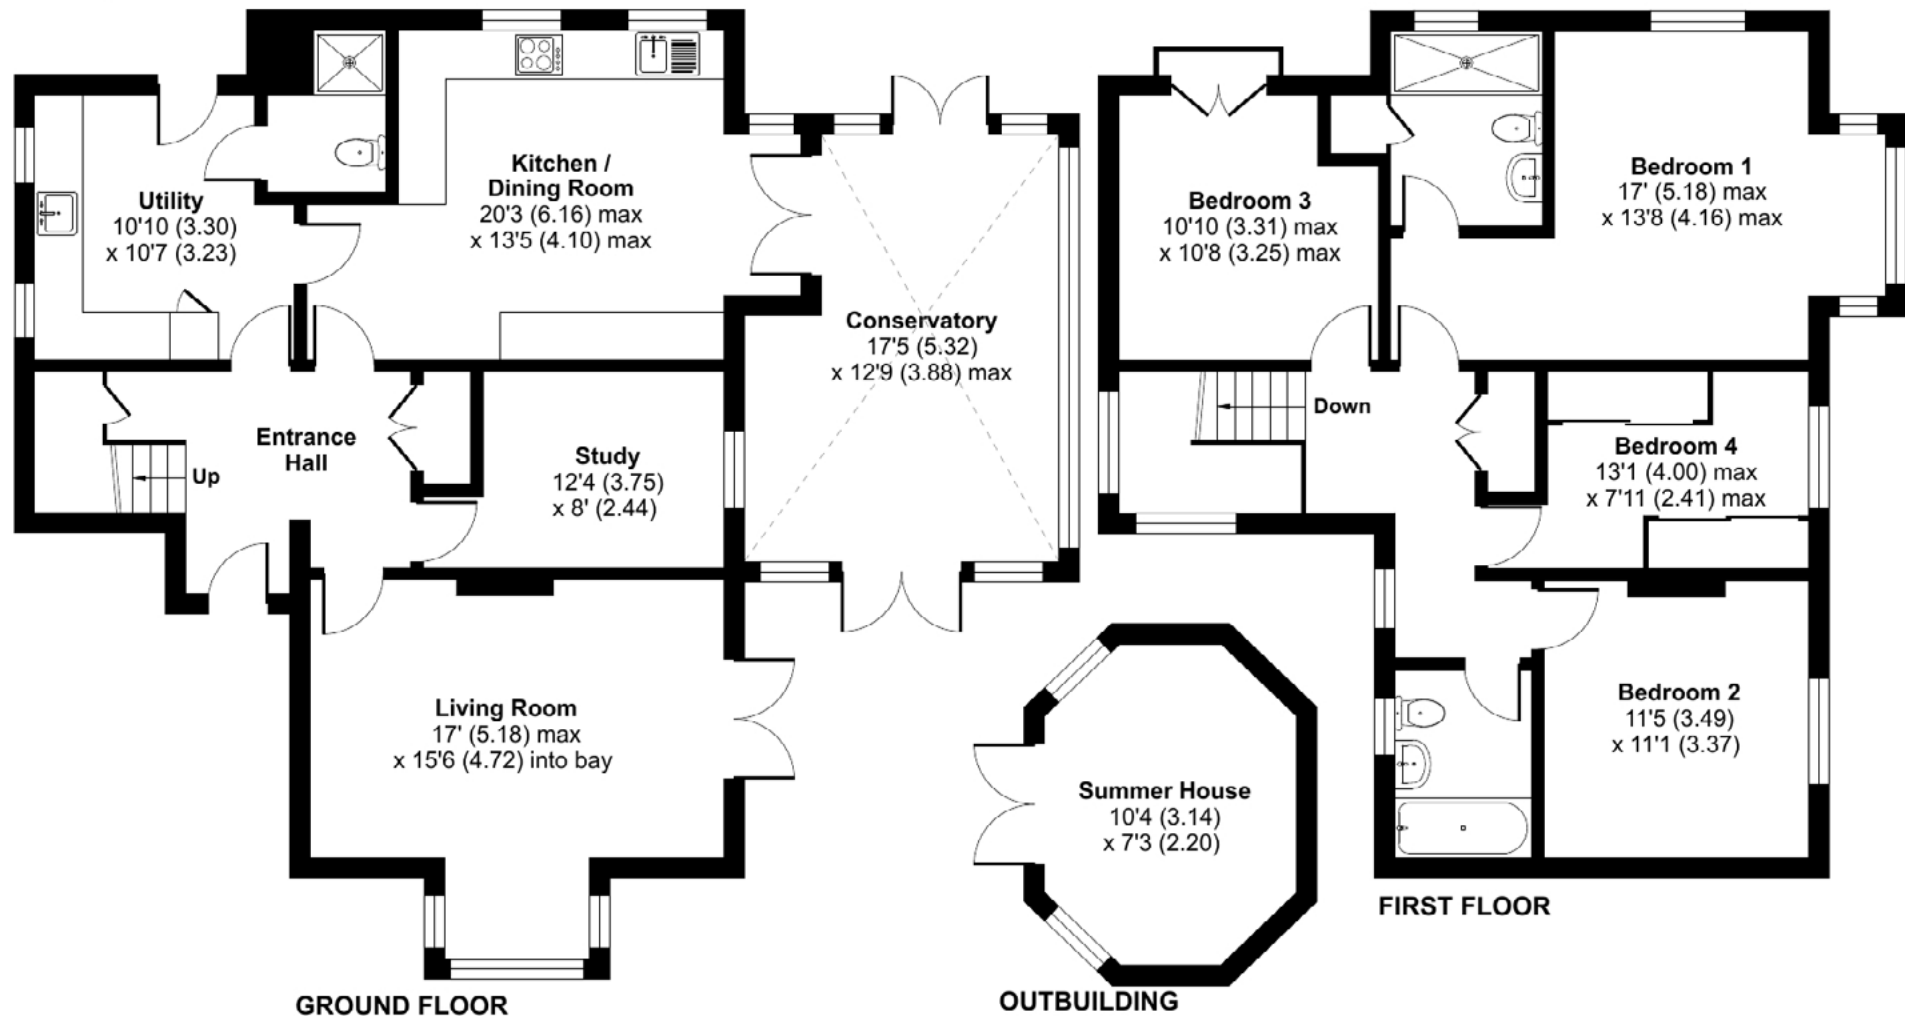 Utility
10'10 (3.30)
x 10'7 (3.23)
Kitchen /
Dining Room
20'3 (6.16) max
x 13'5 (4.10) max
Conservatory
17'5 (5.32)
x 12'9 (3.88) max
Entrance
Hall
Up
Study
12'4 (3.75)
x 8' (2.44)
Living Room
17' (5.18) max
x 15'6 (4.72) into bay
GROUND FLOOR
Summer House
10'4 (3.14)
x 7'3 (2.20)
OUTBUILDING
Bedroom 3
10'10 (3.31) max
x 10'8 (3.25) max
Bedroom 1
17' (5.18) max
x 13'8 (4.16) max
Down
Bedroom 4
13'1 (4.00) max
x 7'11 (2.41) max
Bedroom 2
11'5 (3.49)
x 11'1 (3.37)
FIRST FLOOR